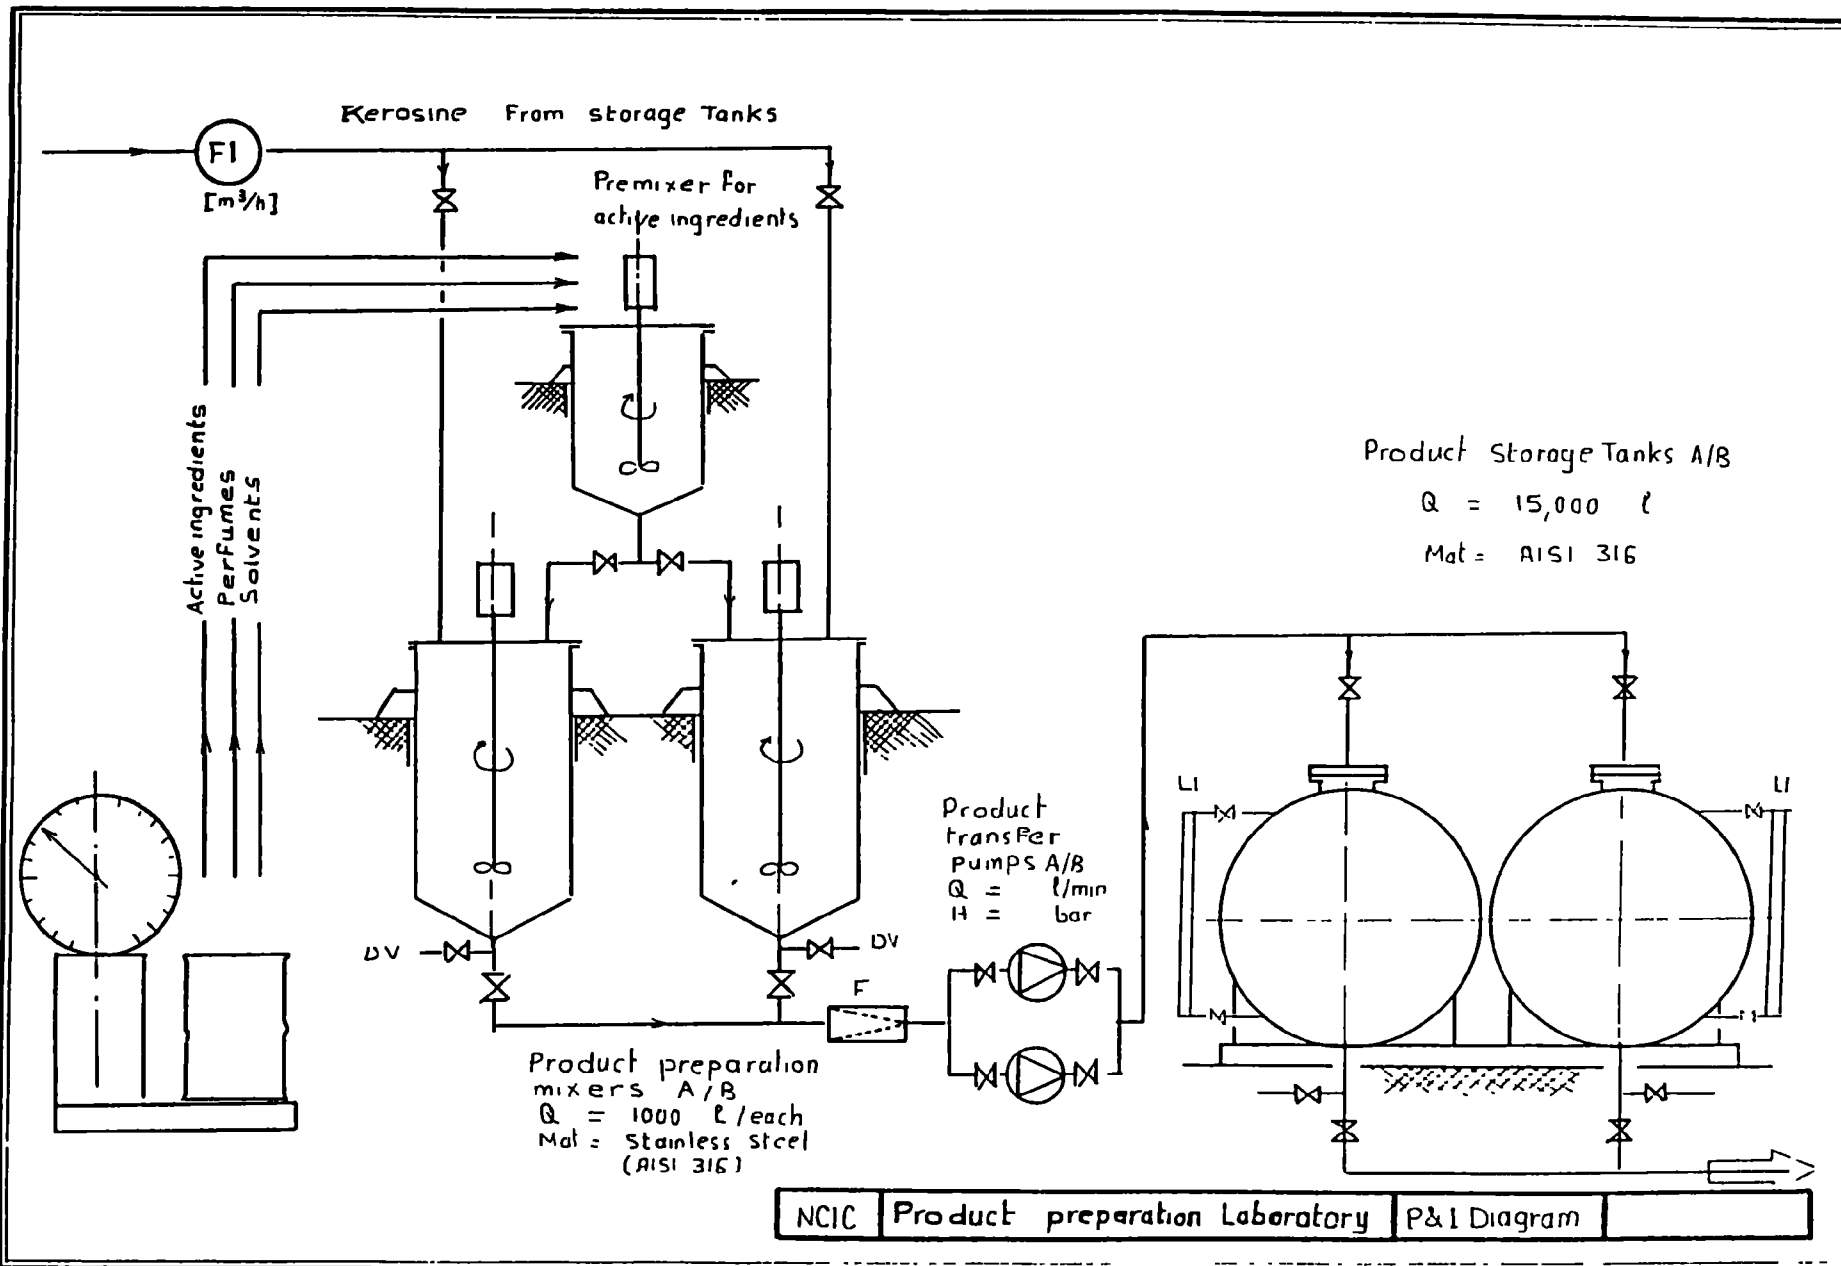 Kerosine From storage Tanks
FI
[m³/h]
Premixer for
active ingredients
Active ingredients
Perfumes
Solvents
Product Storage Tanks A/B
Q = 15,000 l
Mat = AISI 316
LI
LI
Product
transfer
pumps A/B
Q = l/min
H = bar
DV
DV
F
Product preparation
mixers A/B
Q = 1000 l/each
Mat = Stainless Steel
(AISI 316)
NCIC Product preparation Laboratory P&I Diagram